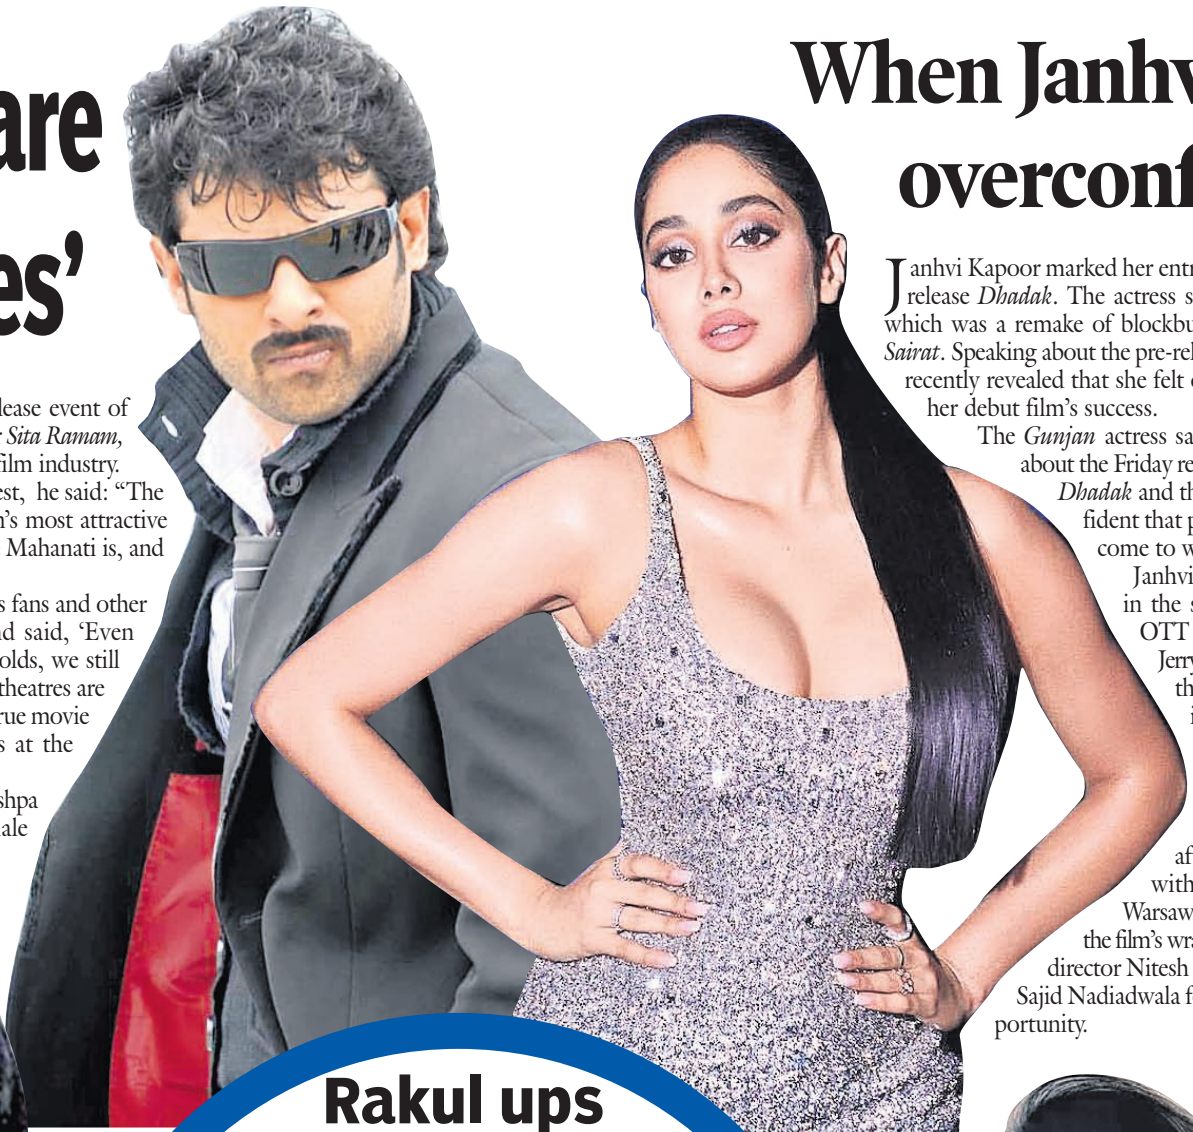 are
es’
lease event of
Sita Ramam,
film industry.
est, he said: “The
n’s most attractive
Mahanati is, and
s fans and other
nd said, ‘Even
olds, we still
theatres are
rue movie
s at the
shpa
ale
When Janhv
overconf
Janhvi Kapoor marked her entr
release Dhadak. The actress s
which was a remake of blockbu
Sairat. Speaking about the pre-rel
recently revealed that she felt
her debut film’s success.
The Gunjan actress sa
about the Friday re
Dhadak and th
fident that p
come to w
Janhvi
in the s
OTT
Jerry
th
i
af
with
Warsaw
the film’s wra
director Nitesh
Sajid Nadiadwala f
portunity.
Rakul ups